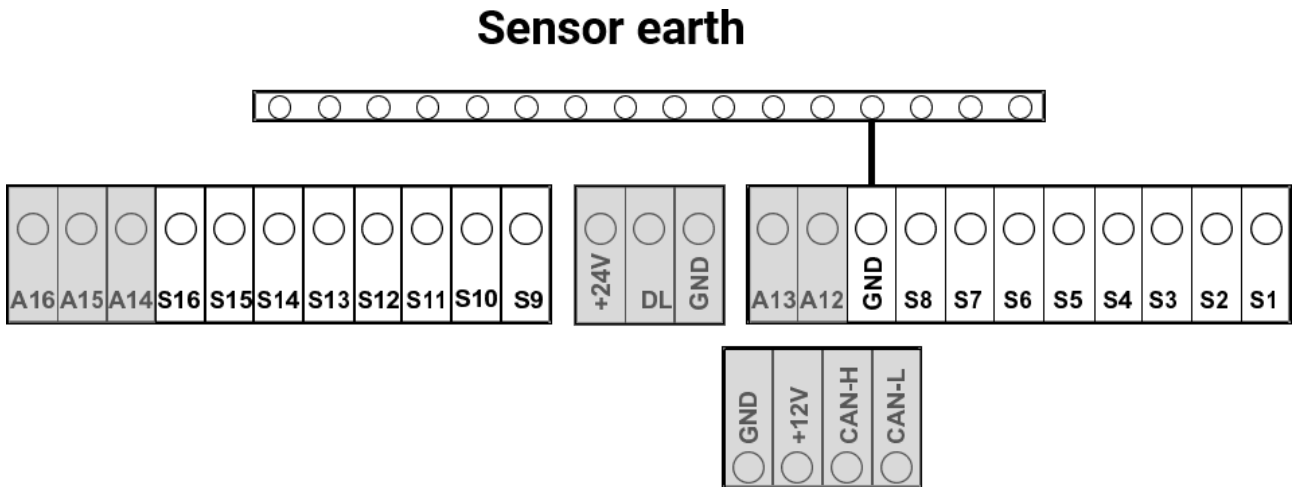 Sensor earth
A16 A15 A14 S16 S15 S14 S13 S12 S11 S10 S9
+24V DL GND
A13 A12 GND S8 S7 S6 S5 S4 S3 S2 S1
GND +12V CAN-H CAN-L